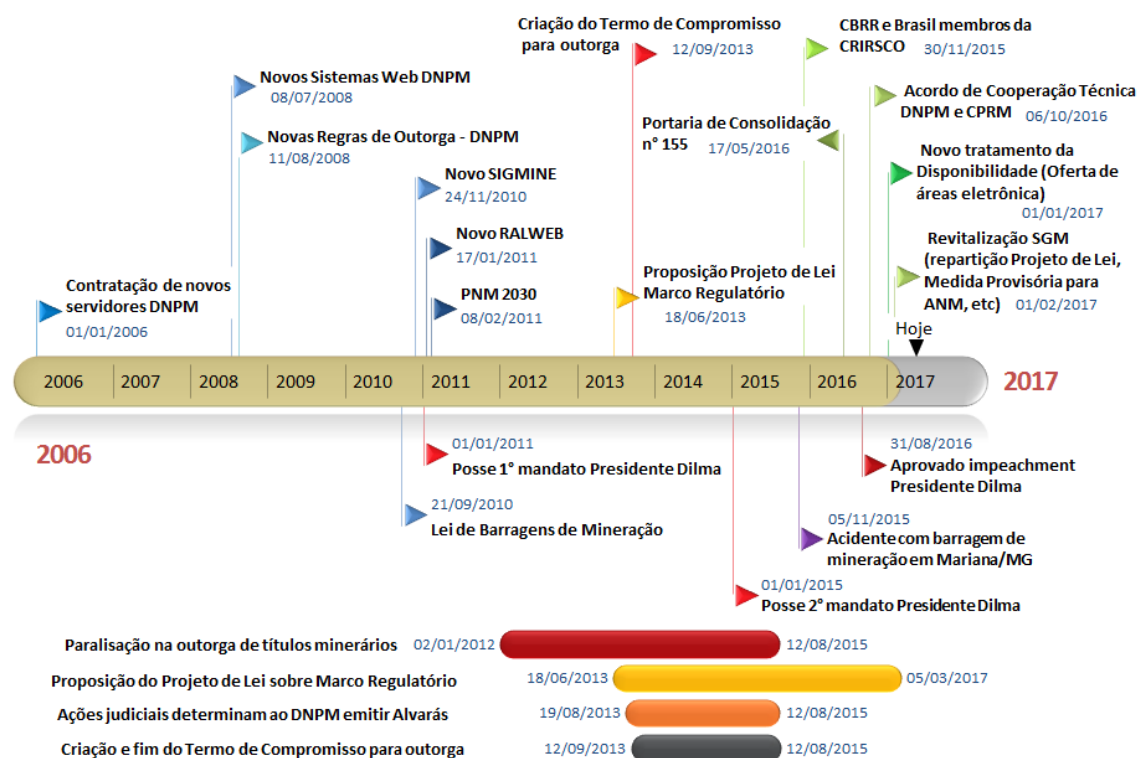 Criação do Termo de Compromisso
para outorga
12/09/2013
CBRR e Brasil membros da
CRIRSCO
30/11/2015
Novos Sistemas Web DNPM
08/07/2008
Acordo de Cooperação Técnica
DNPM e CPRM
06/10/2016
Novas Regras de Outorga - DNPM
11/08/2008
Portaria de Consolidação
n° 155
17/05/2016
Novo tratamento da
Disponibilidade (Oferta de
áreas eletrônica)
01/01/2017
Novo SIGMINE
24/11/2010
Novo RALWEB
17/01/2011
Revitalização SGM
(repartição Projeto de Lei,
Medida Provisória para
ANM, etc)
01/02/2017
Contratação de novos
servidores DNPM
01/01/2006
PNM 2030
08/02/2011
Proposição Projeto de Lei
Marco Regulatório
18/06/2013
Hoje
2006 2007 2008 2009 2010 2011 2012 2013 2014 2015 2016 2017
2017
2006
01/01/2011
Posse 1° mandato Presidente Dilma
31/08/2016
Aprovado impeachment
Presidente Dilma
21/09/2010
Lei de Barragens de Mineração
05/11/2015
Acidente com barragem de
mineração em Mariana/MG
01/01/2015
Posse 2° mandato Presidente Dilma
Paralisação na outorga de títulos minerários 02/01/2012 12/08/2015
Proposição do Projeto de Lei sobre Marco Regulatório 18/06/2013 05/03/2017
Ações judiciais determinam ao DNPM emitir Alvarás 19/08/2013 12/08/2015
Criação e fim do Termo de Compromisso para outorga 12/09/2013 12/08/2015